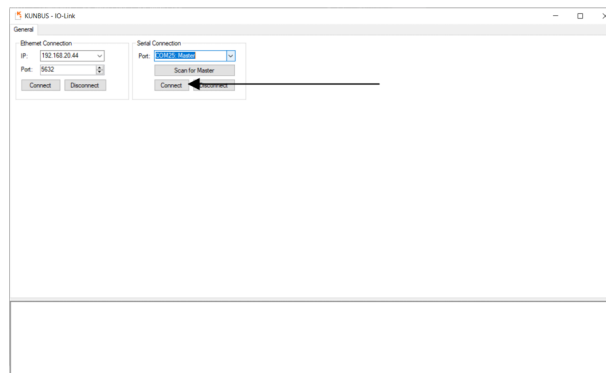 KUNBUS - IO-Link
General
Ethernet Connection
IP: 192.168.20.44
Port: 5632
Connect Disconnect
Serial Connection
Port: COM25: Master
Scan for Master
Connect Disconnect